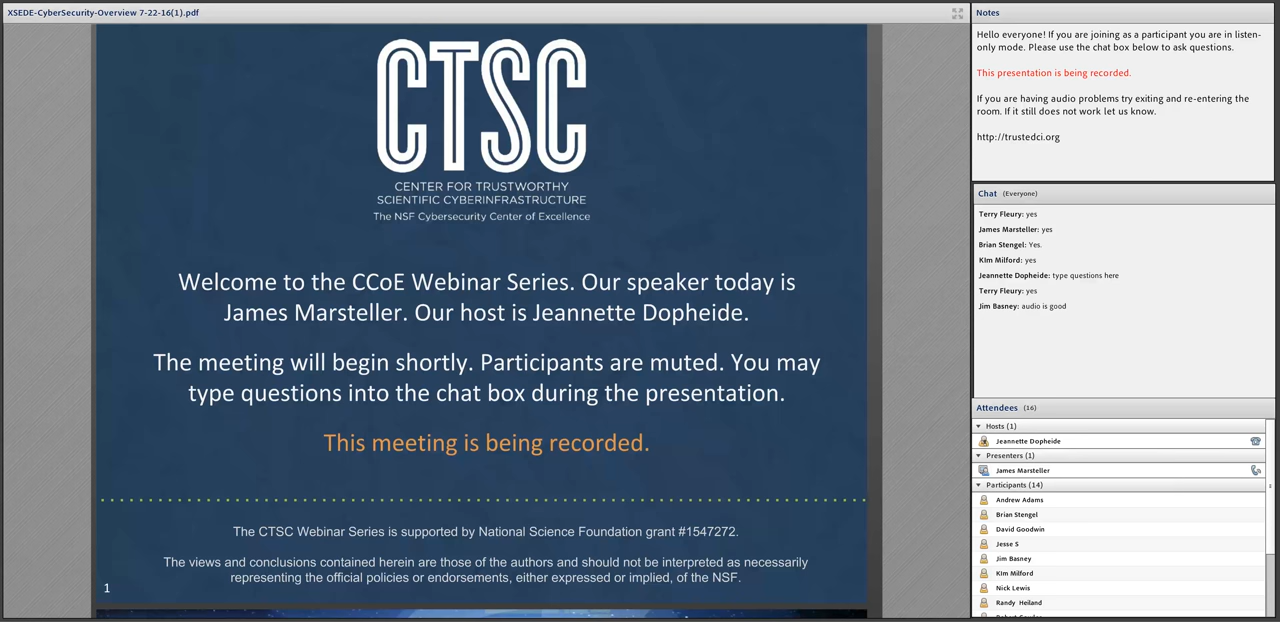 XSEDE-CyberSecurity-Overview 7-22-16(1).pdf
CTSC
CENTER FOR TRUSTWORTHY
SCIENTIFIC CYBERINFRASTRUCTURE
The NSF Cybersecurity Center of Excellence
Welcome to the CCoE Webinar Series. Our speaker today is
James Marsteller. Our host is Jeannette Dopheide.
The meeting will begin shortly. Participants are muted. You may
type questions into the chat box during the presentation.
This meeting is being recorded.
The CTSC Webinar Series is supported by National Science Foundation grant #1547272.
The views and conclusions contained herein are those of the authors and should not be interpreted as necessarily
representing the official policies or endorsements, either expressed or implied, of the NSF.
1
Notes
Hello everyone! If you are joining as a participant you are in listen-
only mode. Please use the chat box below to ask questions.
This presentation is being recorded.
If you are having audio problems try exiting and re-entering the
room. If it still does not work let us know.
http://trustedci.org
Chat (Everyone)
Terry Fleury: yes
James Marsteller: yes
Brian Stengel: Yes.
KIm Milford: yes
Jeannette Dopheide: type questions here
Terry Fleury: yes
Jim Basney: audio is good
Attendees (16)
Hosts (1)
Jeannette Dopheide
Presenters (1)
James Marsteller
Participants (14)
Andrew Adams
Brian Stengel
David Goodwin
Jesse S
Jim Basney
KIm Milford
Nick Lewis
Randy Heiland